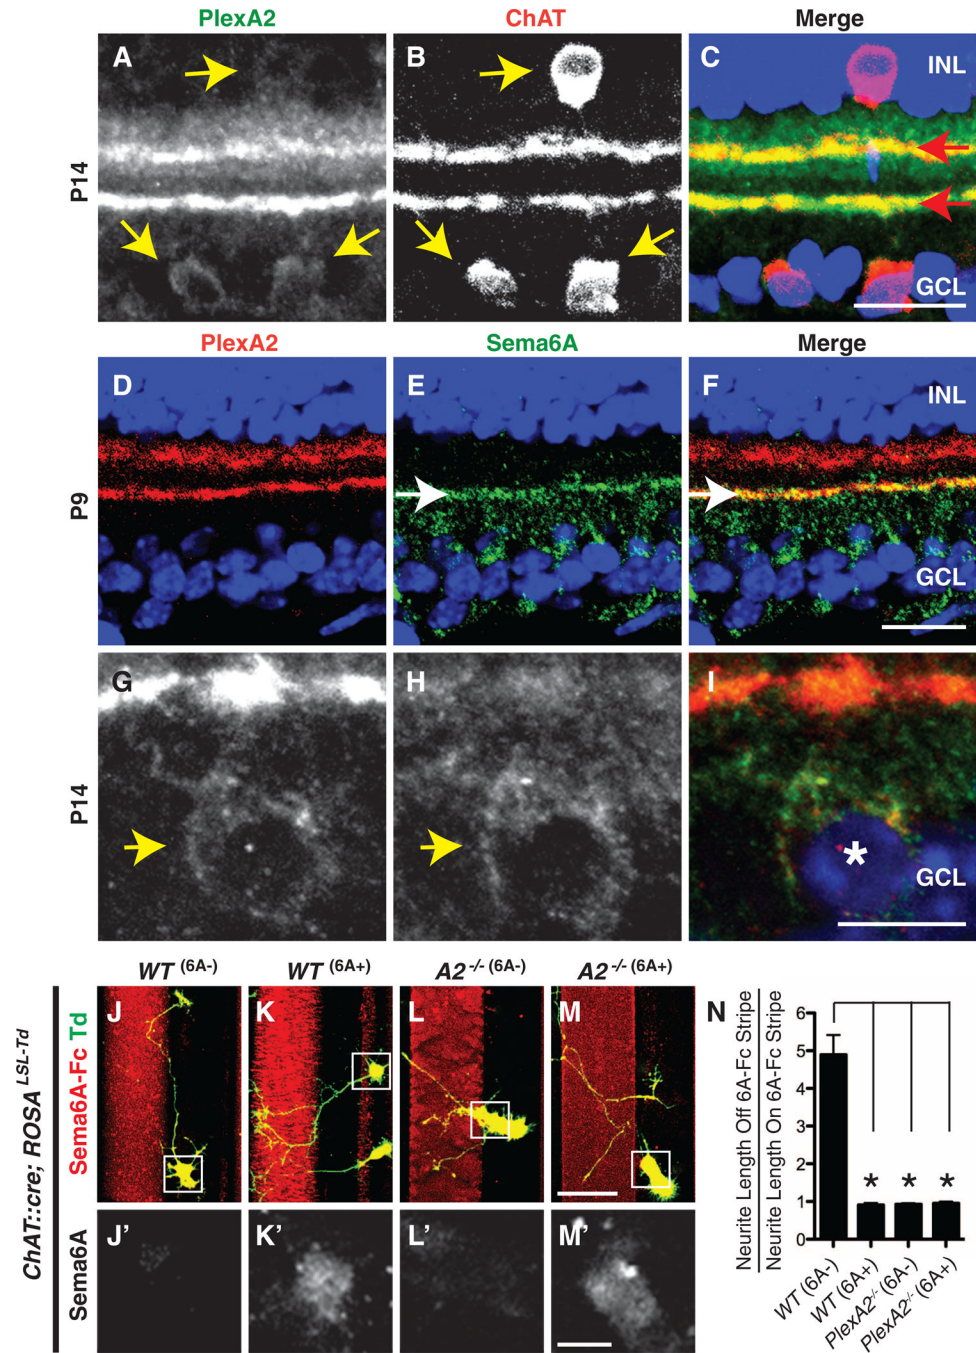 PlexA2 ChAT Merge
P14
A B C INL
GCL
PlexA2 Sema6A Merge
P9
D E F INL
GCL
P14
G H I
*
GCL
WT (6A-) WT (6A+) A2 -/- (6A-) A2 -/- (6A+)
ChAT::cre; ROSA LSL-Td
Sema6A-Fc Td
J K L M
Sema6A
J' K' L' M'
N
Neurite Length Off 6A-Fc Stripe
Neurite Length On 6A-Fc Stripe
6
5
4
3
2
1
0
* * *
WT (6A-)
WT (6A+)
PlexA2-/- (6A-)
PlexA2-/- (6A+)